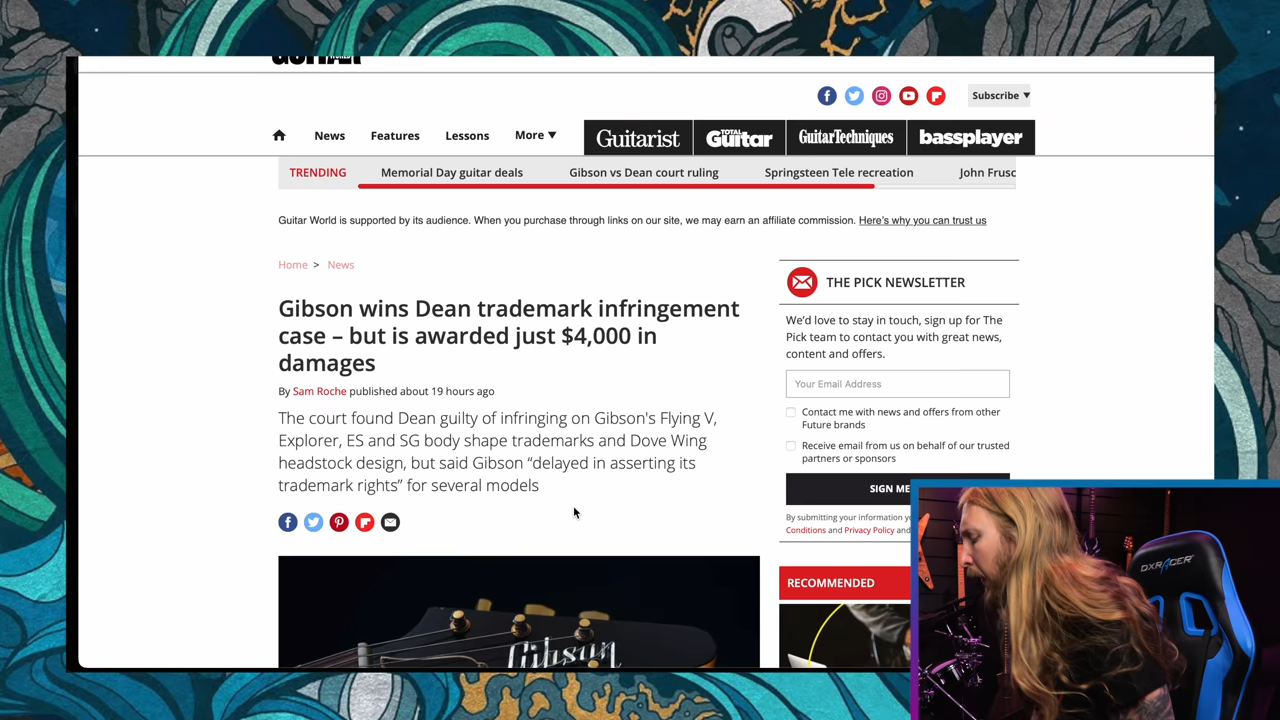 GUITAR WORLD
Subscribe ▼
News Features Lessons More ▼ Guitarist TOTAL Guitar GuitarTechniques bassplayer
TRENDING Memorial Day guitar deals Gibson vs Dean court ruling Springsteen Tele recreation John Frusc
Guitar World is supported by its audience. When you purchase through links on our site, we may earn an affiliate commission. Here's why you can trust us
Home > News
Gibson wins Dean trademark infringement
case – but is awarded just $4,000 in
damages
By Sam Roche published about 19 hours ago
The court found Dean guilty of infringing on Gibson's Flying V,
Explorer, ES and SG body shape trademarks and Dove Wing
headstock design, but said Gibson “delayed in asserting its
trademark rights” for several models
Gibson
THE PICK NEWSLETTER
We’d love to stay in touch, sign up for The
Pick team to contact you with great news,
content and offers.
Your Email Address
Contact me with news and offers from other
Future brands
Receive email from us on behalf of our trusted
partners or sponsors
SIGN ME
By submitting your information yo
Conditions and Privacy Policy and
RECOMMENDED
DXRACER